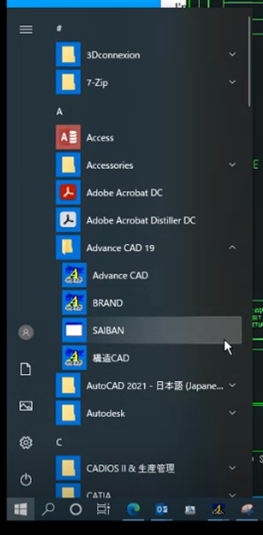 #
3Dconnexion
7-Zip
A
Access
Accessories
Adobe Acrobat DC
Adobe Acrobat Distiller DC
Advance CAD 19
Advance CAD
BRAND
SAIBAN
構造CAD
AutoCAD 2021 - 日本語 (Japane...
Autodesk
C
CADIOS II & 生産管理
CATIA